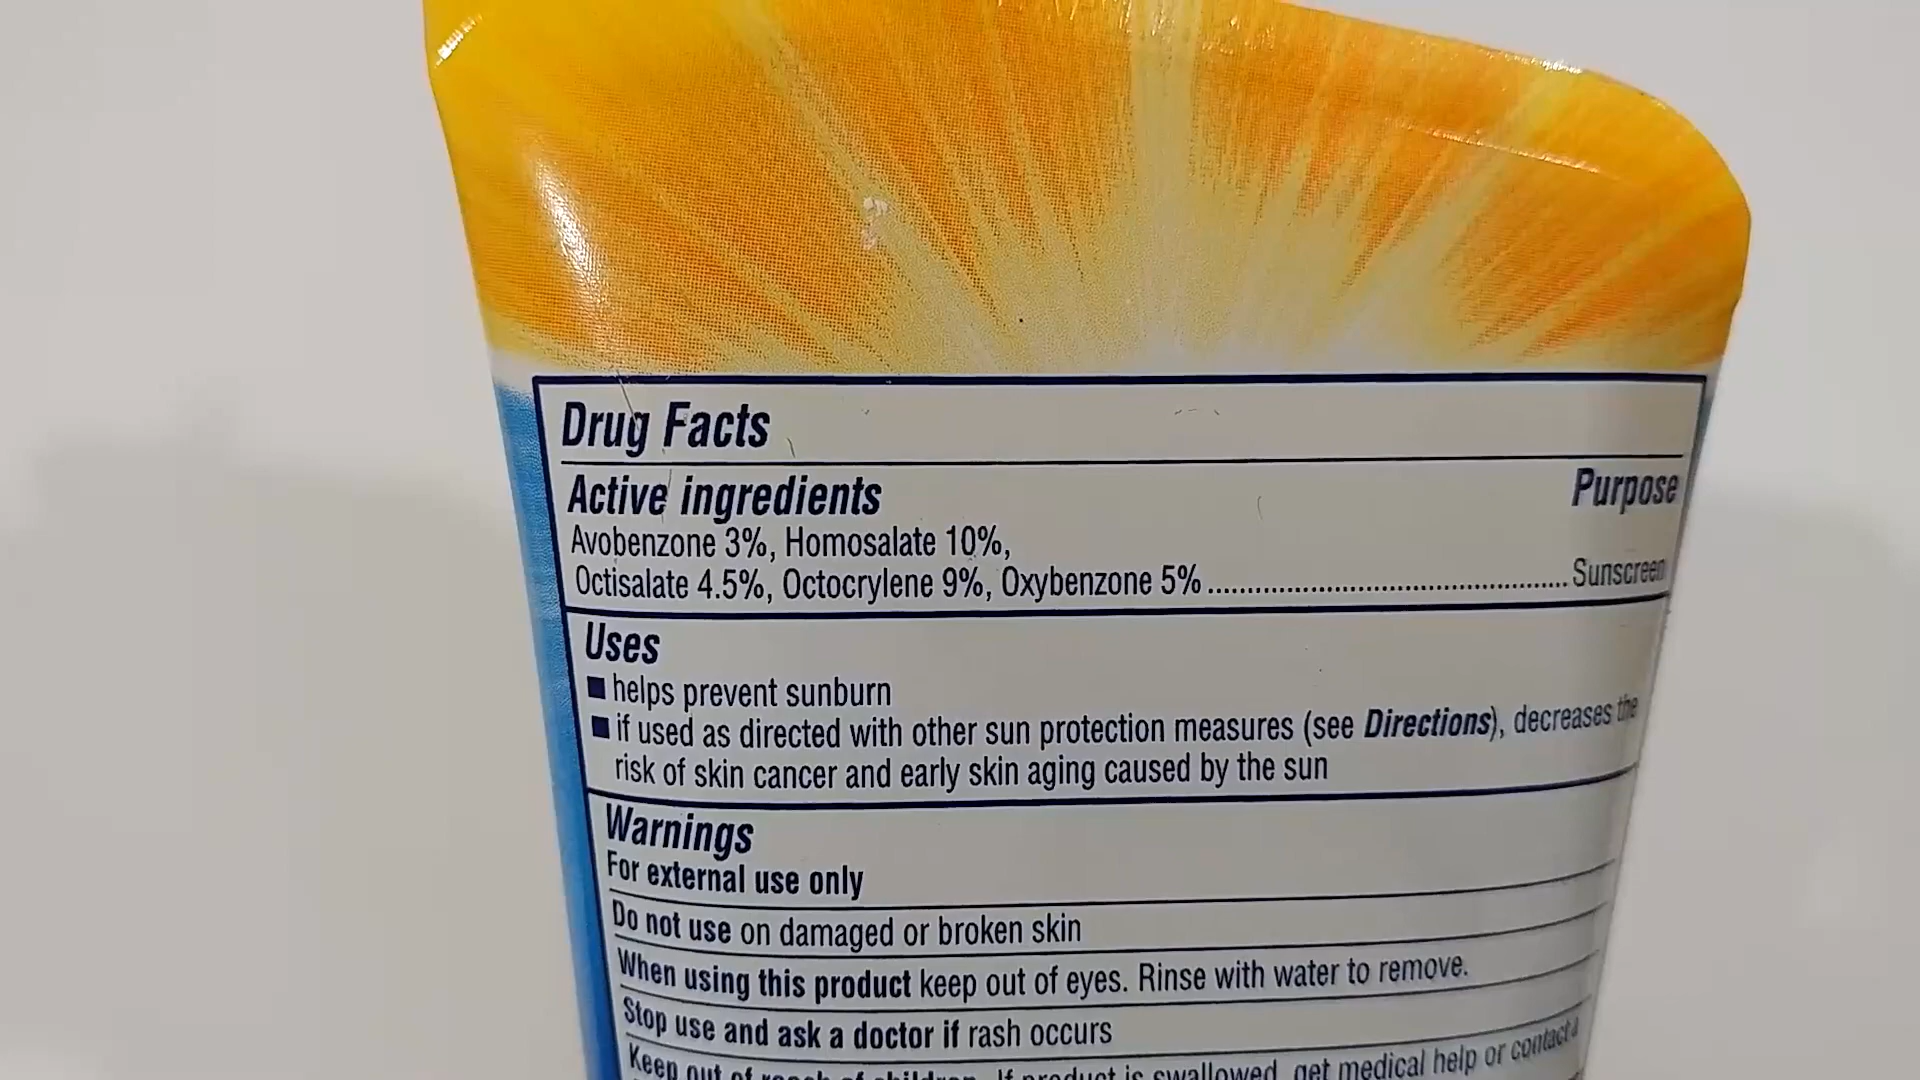 Drug Facts
Active ingredients Purpose
Avobenzone 3%, Homosalate 10%,
Octisalate 4.5%, Octocrylene 9%, Oxybenzone 5%........................................Sunscreen
Uses
■ helps prevent sunburn
■ if used as directed with other sun protection measures (see Directions), decreases the
risk of skin cancer and early skin aging caused by the sun
Warnings
For external use only
Do not use on damaged or broken skin
When using this product keep out of eyes. Rinse with water to remove.
Stop use and ask a doctor if rash occurs
Keep out of reach of children. If product is swallowed, get medical help or contact a